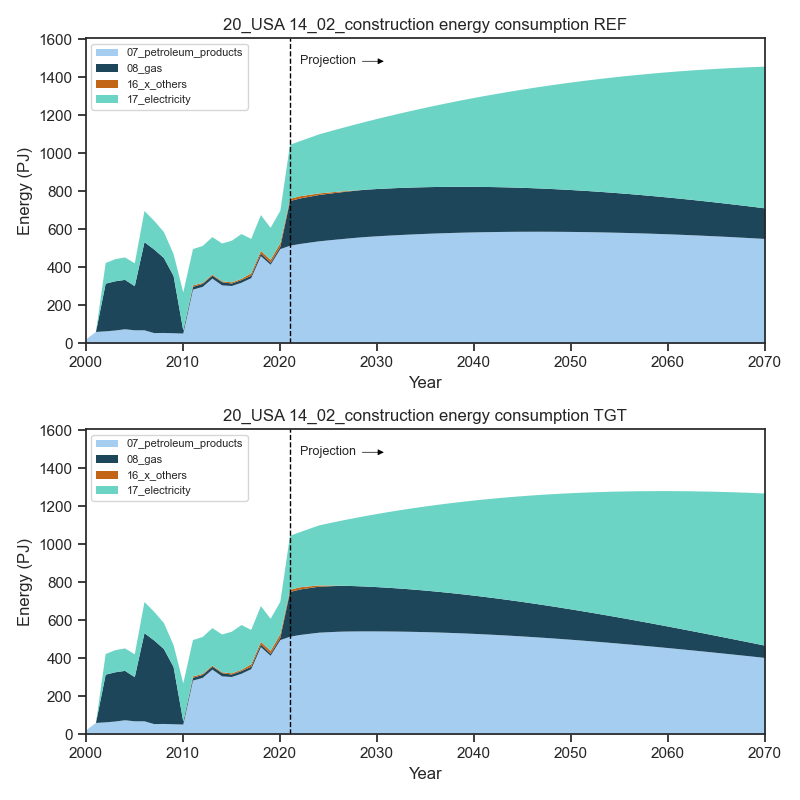 20_USA 14_02_construction energy consumption REF
1600
1400
1200
1000
800
600
400
200
0
Energy (PJ)
07_petroleum_products
08_gas
16_x_others
17_electricity
Projection
2000 2010 2020 2030 2040 2050 2060 2070
Year
20_USA 14_02_construction energy consumption TGT
1600
1400
1200
1000
800
600
400
200
0
Energy (PJ)
07_petroleum_products
08_gas
16_x_others
17_electricity
Projection
2000 2010 2020 2030 2040 2050 2060 2070
Year